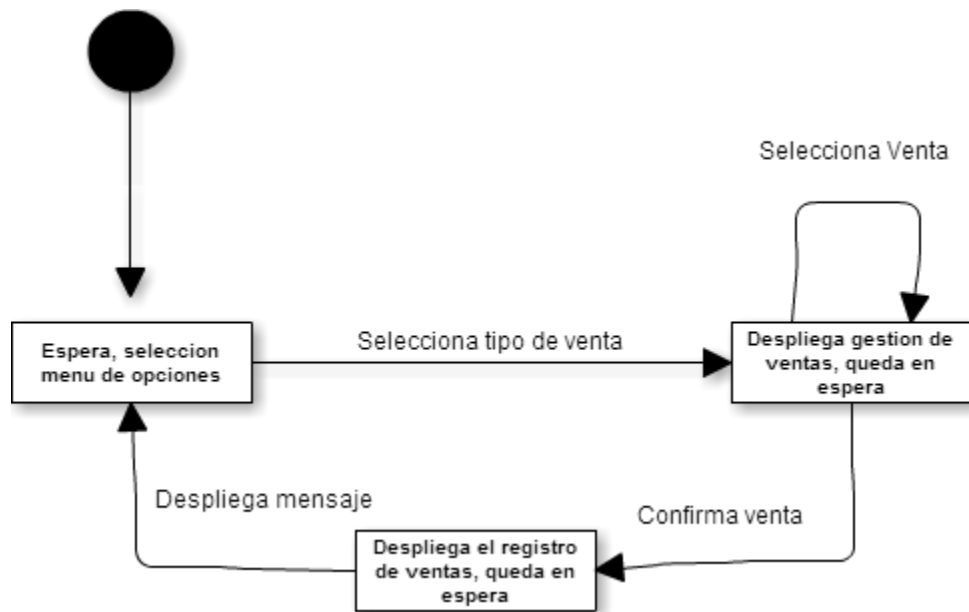 Selecciona Venta
Espera, seleccion
menu de opciones
Selecciona tipo de venta
Despliega gestion de
ventas, queda en
espera
Despliega mensaje
Confirma venta
Despliega el registro
de ventas, queda en
espera